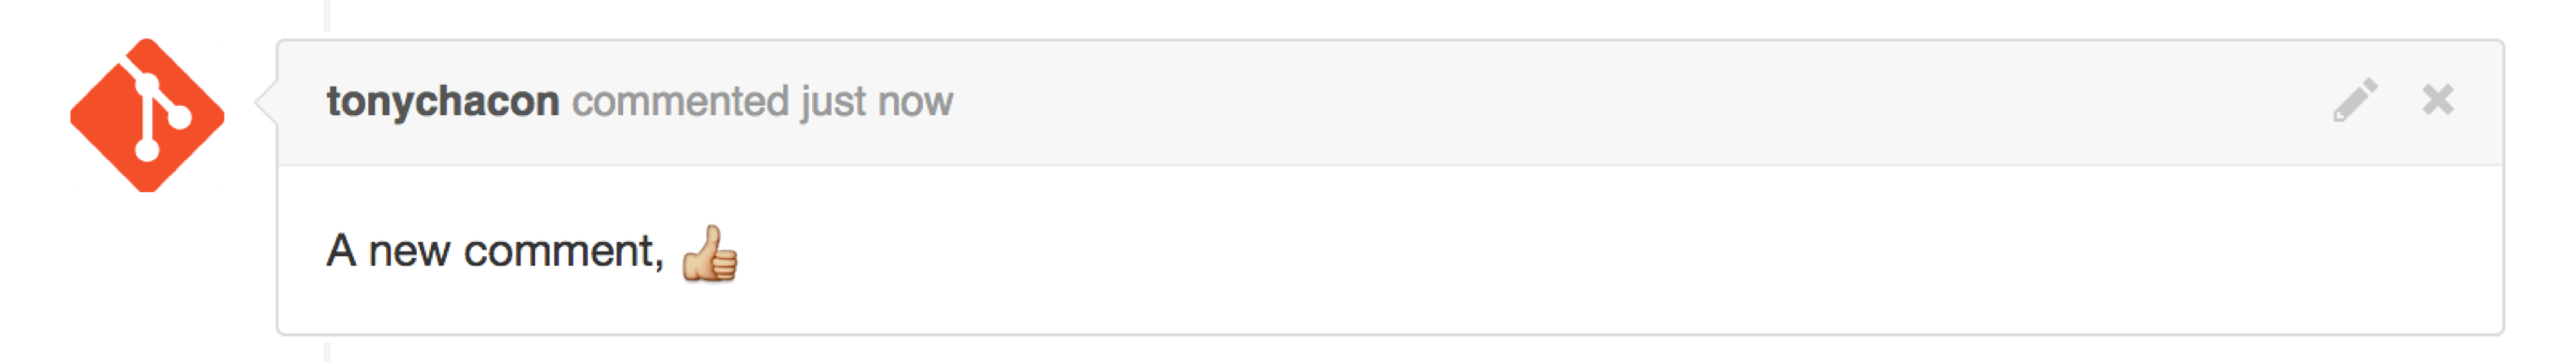 tonychacon commented just now
A new comment, 👍